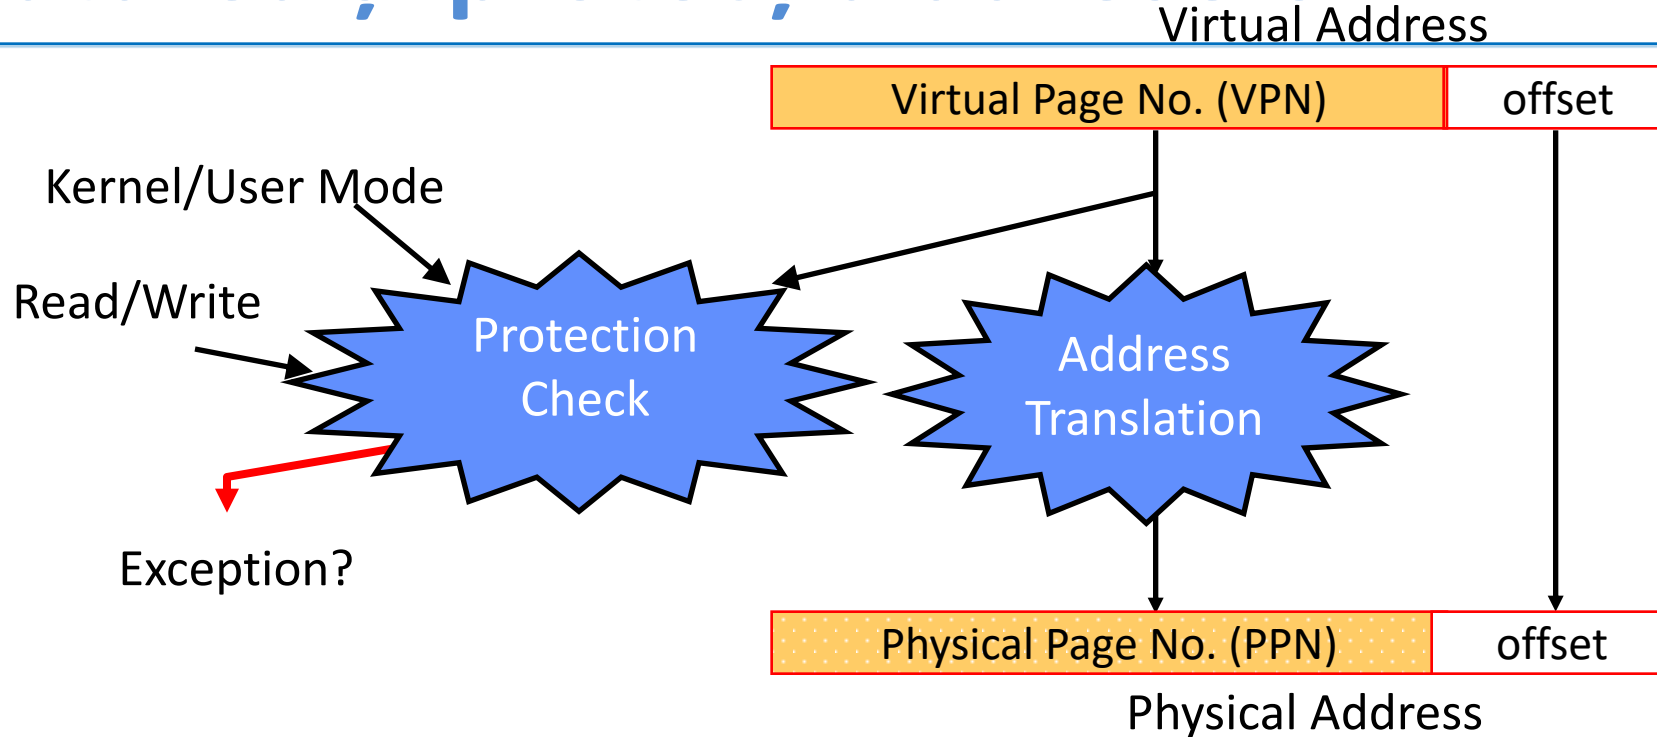 Virtual Address
Virtual Page No. (VPN)
offset
Kernel/User Mode
Read/Write
Protection
Check
Address
Translation
Exception?
Physical Page No. (PPN)
offset
Physical Address